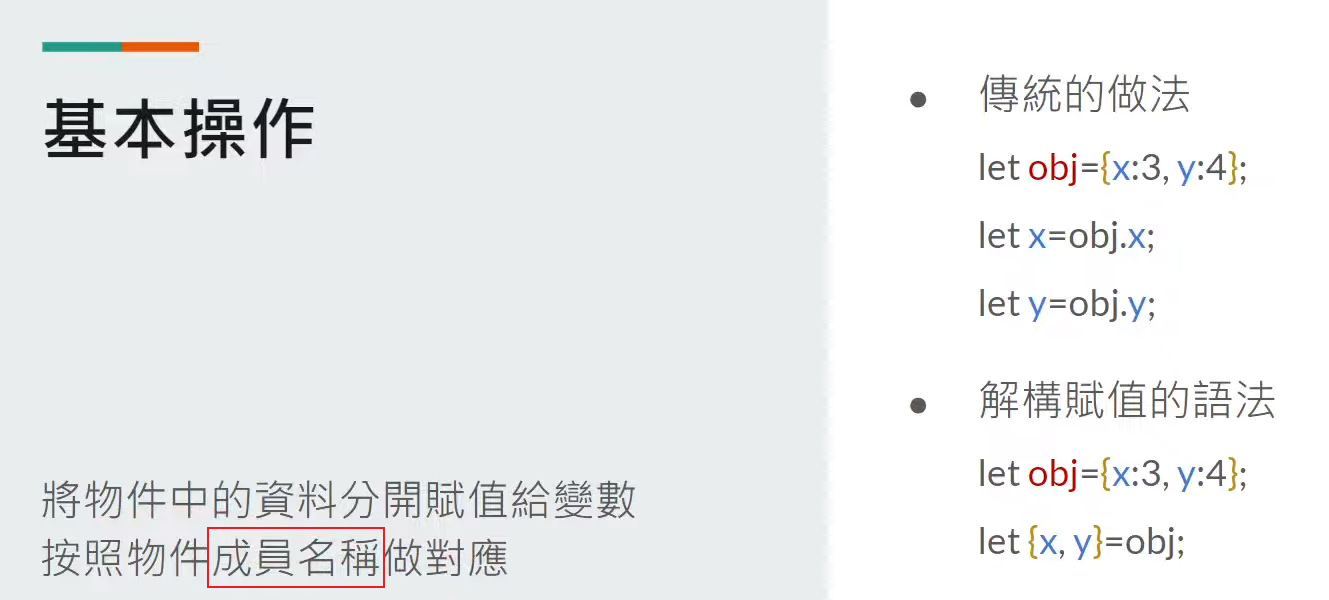 基本操作
將物件中的資料分開賦值給變數
按照物件成員名稱做對應
● 傳統的做法
let obj={x:3, y:4};
let x=obj.x;
let y=obj.y;
● 解構賦值的語法
let obj={x:3, y:4};
let {x, y}=obj;